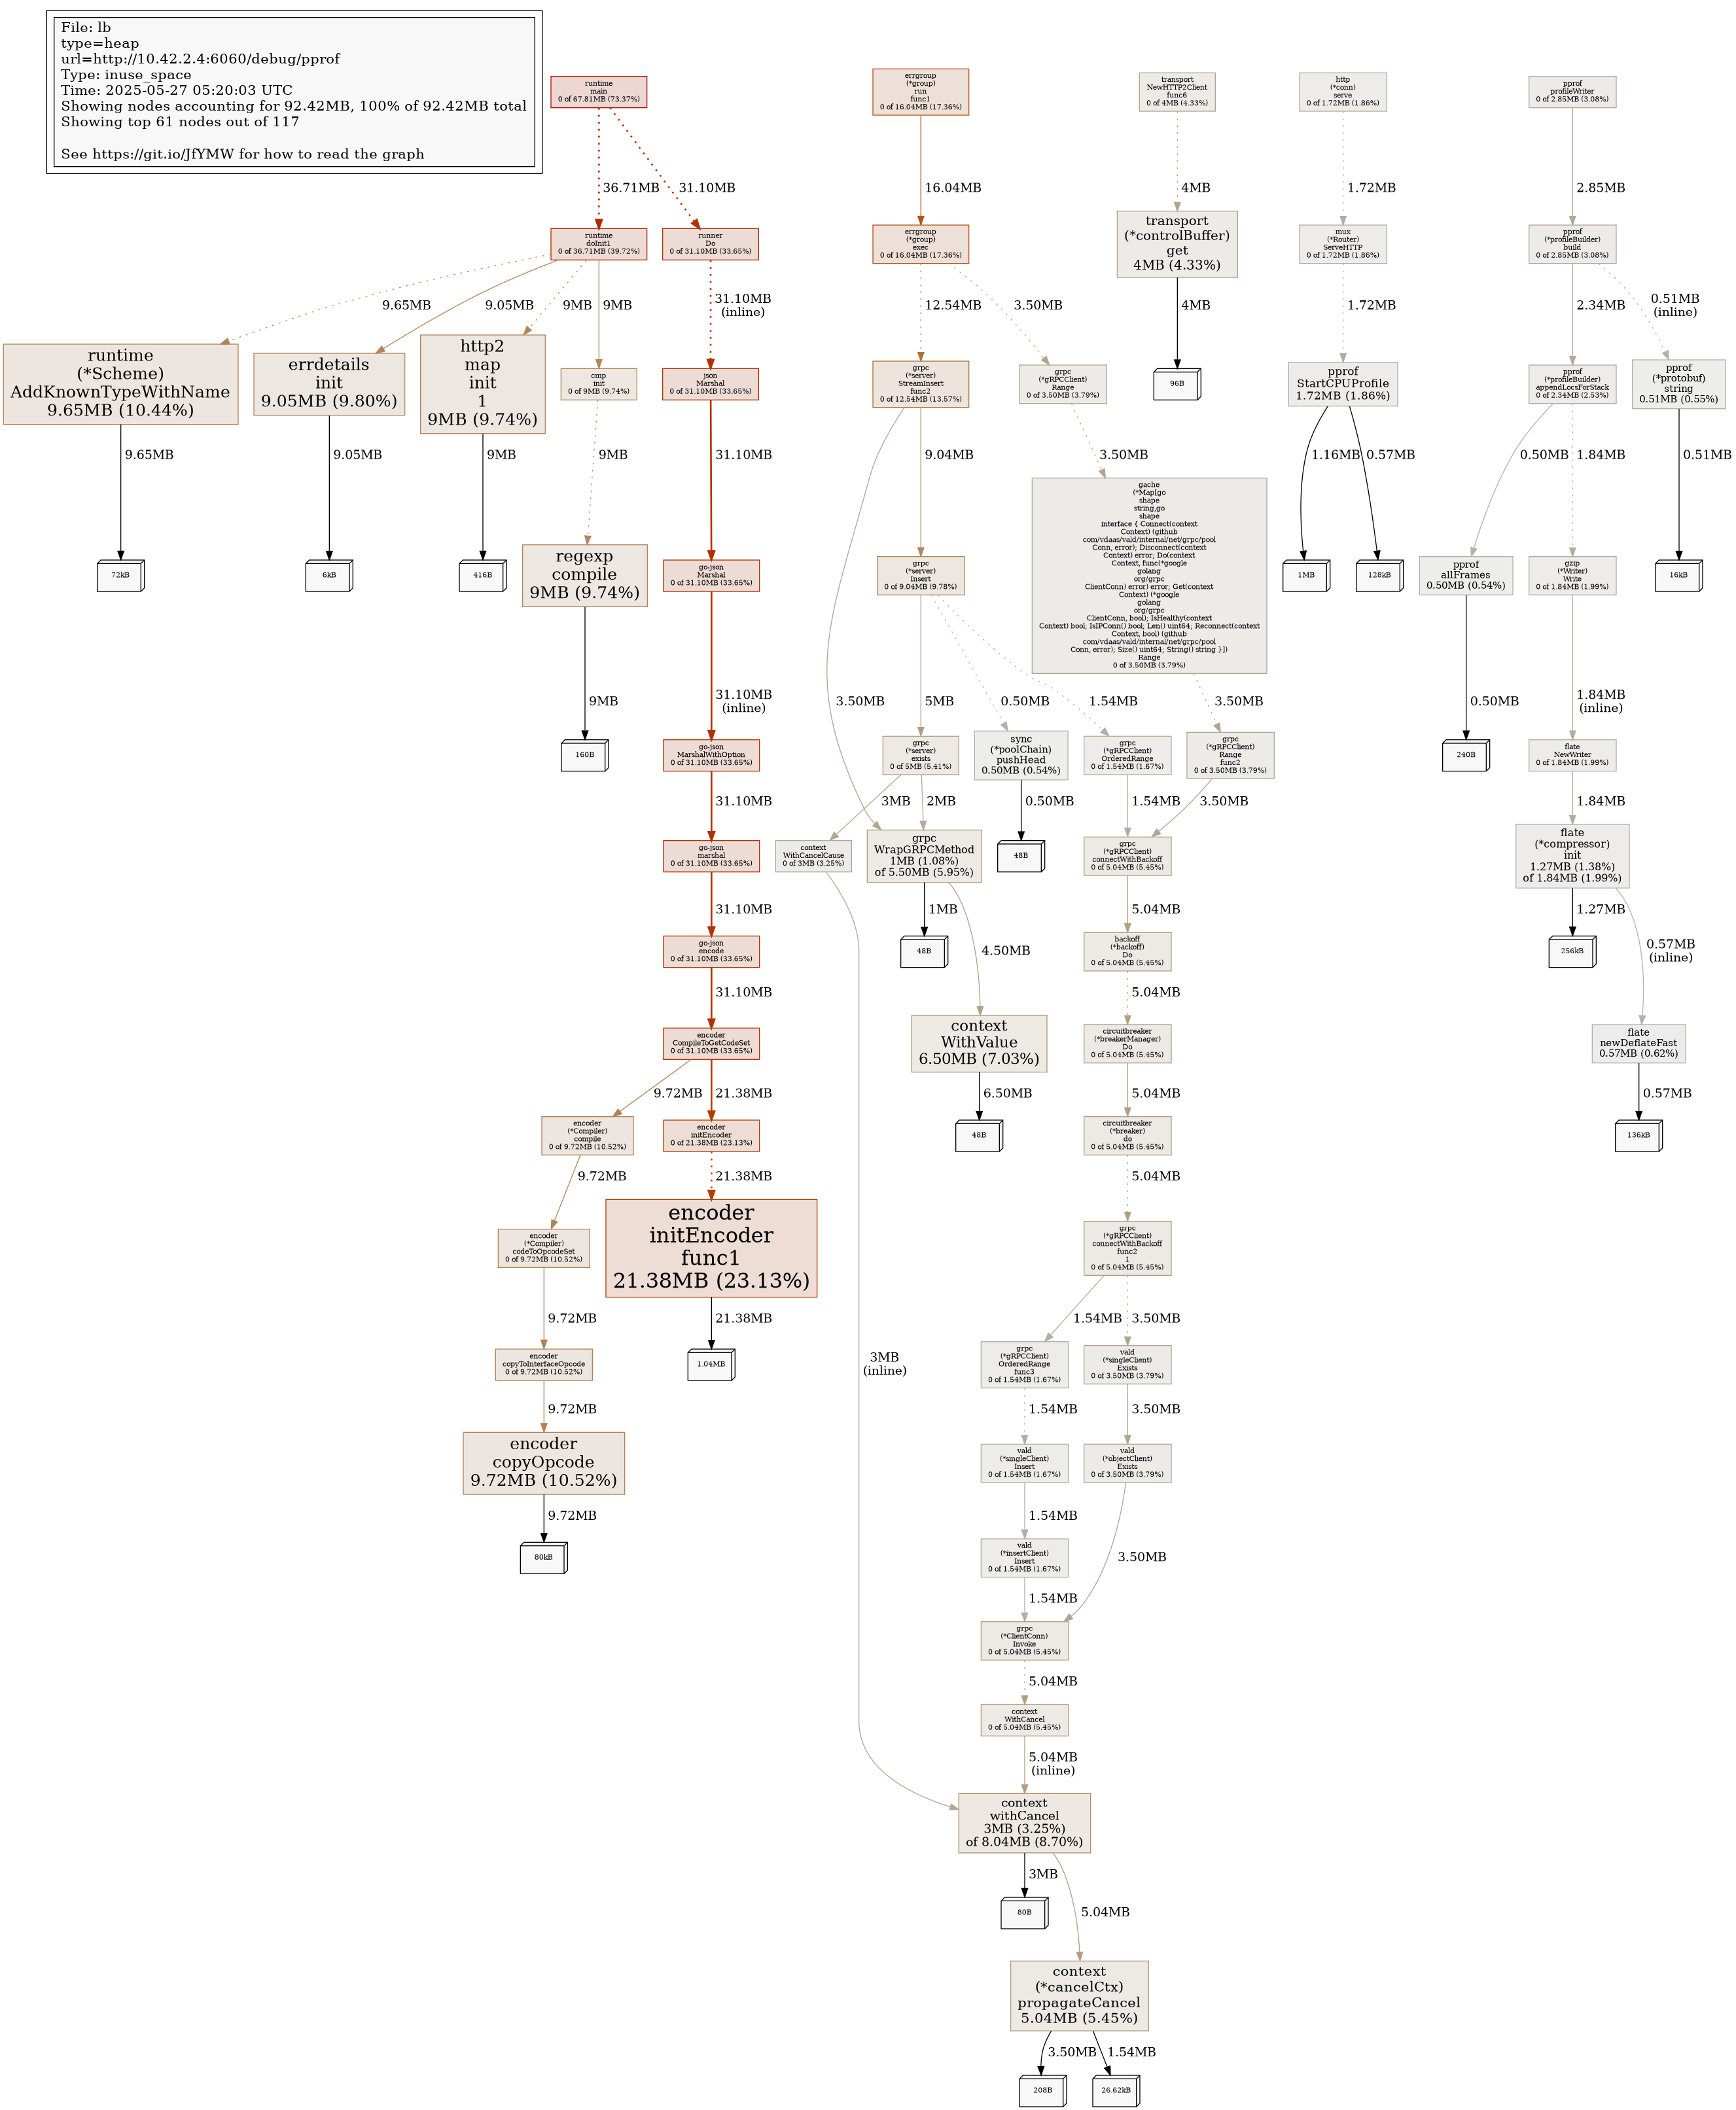 File: lb
type=heap
url=http://10.42.2.4:6060/debug/pprof
Type: inuse_space
Time: 2025-05-27 05:20:03 UTC
Showing nodes accounting for 92.42MB, 100% of 92.42MB total
Showing top 61 nodes out of 117
See https://git.io/JfYMW for how to read the graph
runtime
main
0 of 67.81MB (73.37%)
errgroup
(*group)
run
func1
0 of 16.04MB (17.36%)
transport
NewHTTP2Client
func6
0 of 4MB (4.33%)
http
(*conn)
serve
0 of 1.72MB (1.86%)
pprof
profileWriter
0 of 2.85MB (3.08%)
36.71MB
31.10MB
16.04MB
4MB
1.72MB
2.85MB
runtime
doInit1
0 of 36.71MB (39.72%)
runner
Do
0 of 31.10MB (33.65%)
errgroup
(*group)
exec
0 of 16.04MB (17.36%)
transport
(*controlBuffer)
get
4MB (4.33%)
mux
(*Router)
ServeHTTP
0 of 1.72MB (1.86%)
pprof
(*profileBuilder)
build
0 of 2.85MB (3.08%)
9.65MB
9.05MB
9MB
9MB
31.10MB
(inline)
12.54MB
3.50MB
4MB
1.72MB
2.34MB
0.51MB
(inline)
runtime
(*Scheme)
AddKnownTypeWithName
9.65MB (10.44%)
errdetails
init
9.05MB (9.80%)
http2
map
init
1
9MB (9.74%)
cmp
init
0 of 9MB (9.74%)
json
Marshal
0 of 31.10MB (33.65%)
grpc
(*server)
StreamInsert
func2
0 of 12.54MB (13.57%)
grpc
(*gRPCClient)
Range
0 of 3.50MB (3.79%)
96B
pprof
StartCPUProfile
1.72MB (1.86%)
pprof
(*profileBuilder)
appendLocsForStack
0 of 2.34MB (2.53%)
pprof
(*protobuf)
string
0.51MB (0.55%)
9.65MB
9.05MB
9MB
9MB
31.10MB
9.04MB
3.50MB
1.16MB
0.57MB
0.50MB
1.84MB
0.51MB
72kB
6kB
416B
regexp
compile
9MB (9.74%)
go-json
Marshal
0 of 31.10MB (33.65%)
grpc
(*server)
Insert
0 of 9.04MB (9.78%)
gache
(*Map[go
shape
string,go
shape
interface { Connect(context
Context) (github
com/vdaas/vald/internal/net/grpc/pool
Conn, error); Disconnect(context
Context) error; Do(context
Context, func(*google
golang
org/grpc
ClientConn) error) error; Get(context
Context) (*google
golang
org/grpc
ClientConn, bool); IsHealthy(context
Context) bool; IsIPConn() bool; Len() uint64; Reconnect(context
Context, bool) (github
com/vdaas/vald/internal/net/grpc/pool
Conn, error); Size() uint64; String() string }])
Range
0 of 3.50MB (3.79%)
1MB
128kB
pprof
allFrames
0.50MB (0.54%)
gzip
(*Writer)
Write
0 of 1.84MB (1.99%)
16kB
9MB
31.10MB
(inline)
3.50MB
5MB
0.50MB
1.54MB
3.50MB
0.50MB
1.84MB
(inline)
160B
go-json
MarshalWithOption
0 of 31.10MB (33.65%)
grpc
(*server)
exists
0 of 5MB (5.41%)
sync
(*poolChain)
pushHead
0.50MB (0.54%)
grpc
(*gRPCClient)
OrderedRange
0 of 1.54MB (1.67%)
grpc
(*gRPCClient)
Range
func2
0 of 3.50MB (3.79%)
240B
flate
NewWriter
0 of 1.84MB (1.99%)
31.10MB
3MB
2MB
0.50MB
1.54MB
3.50MB
1.84MB
go-json
marshal
0 of 31.10MB (33.65%)
context
WithCancelCause
0 of 3MB (3.25%)
grpc
WrapGRPCMethod
1MB (1.08%)
of 5.50MB (5.95%)
48B
grpc
(*gRPCClient)
connectWithBackoff
0 of 5.04MB (5.45%)
flate
(*compressor)
init
1.27MB (1.38%)
of 1.84MB (1.99%)
31.10MB
1MB
4.50MB
5.04MB
1.27MB
0.57MB
(inline)
go-json
encode
0 of 31.10MB (33.65%)
48B
backoff
(*backoff)
Do
0 of 5.04MB (5.45%)
256kB
31.10MB
5.04MB
encoder
CompileToGetCodeSet
0 of 31.10MB (33.65%)
context
WithValue
6.50MB (7.03%)
circuitbreaker
(*breakerManager)
Do
0 of 5.04MB (5.45%)
flate
newDeflateFast
0.57MB (0.62%)
9.72MB
21.38MB
6.50MB
5.04MB
0.57MB
encoder
(*Compiler)
compile
0 of 9.72MB (10.52%)
encoder
initEncoder
0 of 21.38MB (23.13%)
48B
circuitbreaker
(*breaker)
do
0 of 5.04MB (5.45%)
136kB
9.72MB
21.38MB
5.04MB
encoder
(*Compiler)
codeToOpcodeSet
0 of 9.72MB (10.52%)
encoder
initEncoder
func1
21.38MB (23.13%)
grpc
(*gRPCClient)
connectWithBackoff
func2
1
0 of 5.04MB (5.45%)
9.72MB
21.38MB
1.54MB
3.50MB
encoder
copyToInterfaceOpcode
0 of 9.72MB (10.52%)
1.04MB
3MB
(inline)
grpc
(*gRPCClient)
OrderedRange
func3
0 of 1.54MB (1.67%)
vald
(*singleClient)
Exists
0 of 3.50MB (3.79%)
9.72MB
1.54MB
3.50MB
encoder
copyOpcode
9.72MB (10.52%)
vald
(*singleClient)
Insert
0 of 1.54MB (1.67%)
vald
(*objectClient)
Exists
0 of 3.50MB (3.79%)
9.72MB
1.54MB
3.50MB
80kB
vald
(*insertClient)
Insert
0 of 1.54MB (1.67%)
1.54MB
grpc
(*ClientConn)
Invoke
0 of 5.04MB (5.45%)
5.04MB
context
WithCancel
0 of 5.04MB (5.45%)
5.04MB
(inline)
context
withCancel
3MB (3.25%)
of 8.04MB (8.70%)
3MB
5.04MB
80B
context
(*cancelCtx)
propagateCancel
5.04MB (5.45%)
3.50MB
1.54MB
208B
26.62kB